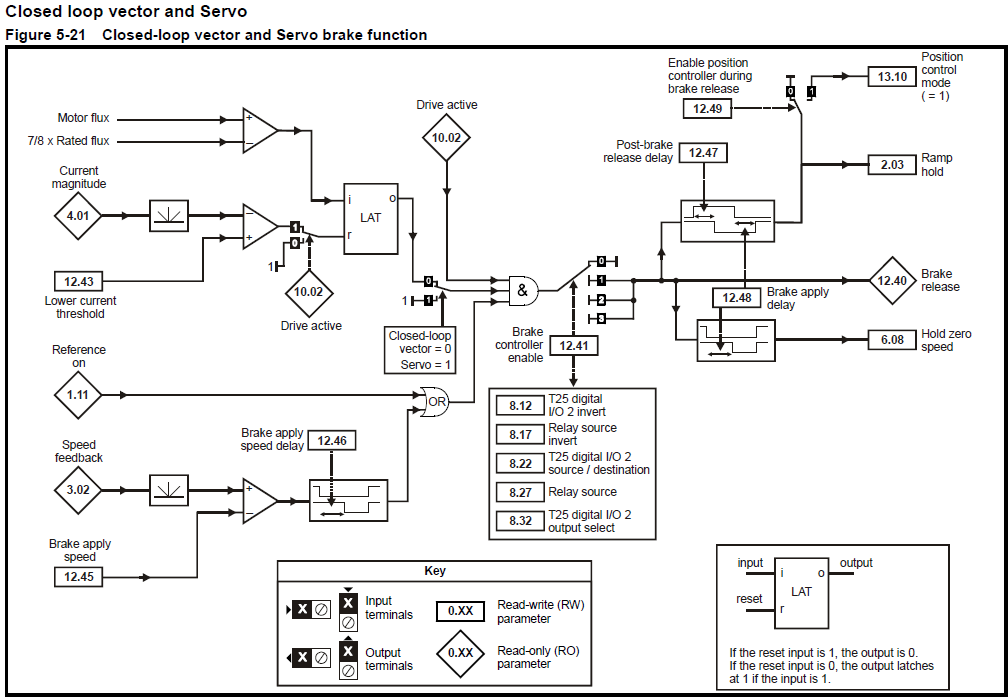 Closed loop vector and Servo
Figure 5-21 Closed-loop vector and Servo brake function
Motor flux
7/8 x Rated flux
+
−
Current
magnitude
4.01
−
+
12.43
Lower current
threshold
1
0
1
10.02
Drive active
i
o
LAT
r
Drive active
10.02
0
1
1
Closed-loop
vector = 0
Servo = 1
&
0
1
2
3
Brake
controller
enable
12.41
Reference
on
1.11
OR
Speed
feedback
3.02
+
−
Brake apply
speed delay
12.46
Brake apply
speed
12.45
8.12
T25 digital
I/O 2 invert
8.17
Relay source
invert
8.22
T25 digital I/O 2
source / destination
8.27
Relay source
8.32
T25 digital I/O 2
output select
Enable position
controller during
brake release
12.49
0
1
13.10
Position
control
mode
( = 1)
Post-brake
release delay
12.47
2.03
Ramp
hold
12.40
Brake
release
12.48
Brake apply
delay
6.08
Hold zero
speed
Key
X
X
Input
terminals
X
X
Output
terminals
0.XX
Read-write (RW)
parameter
0.XX
Read-only (RO)
parameter
input
output
i
o
LAT
reset
r
If the reset input is 1, the output is 0.
If the reset input is 0, the output latches
at 1 if the input is 1.